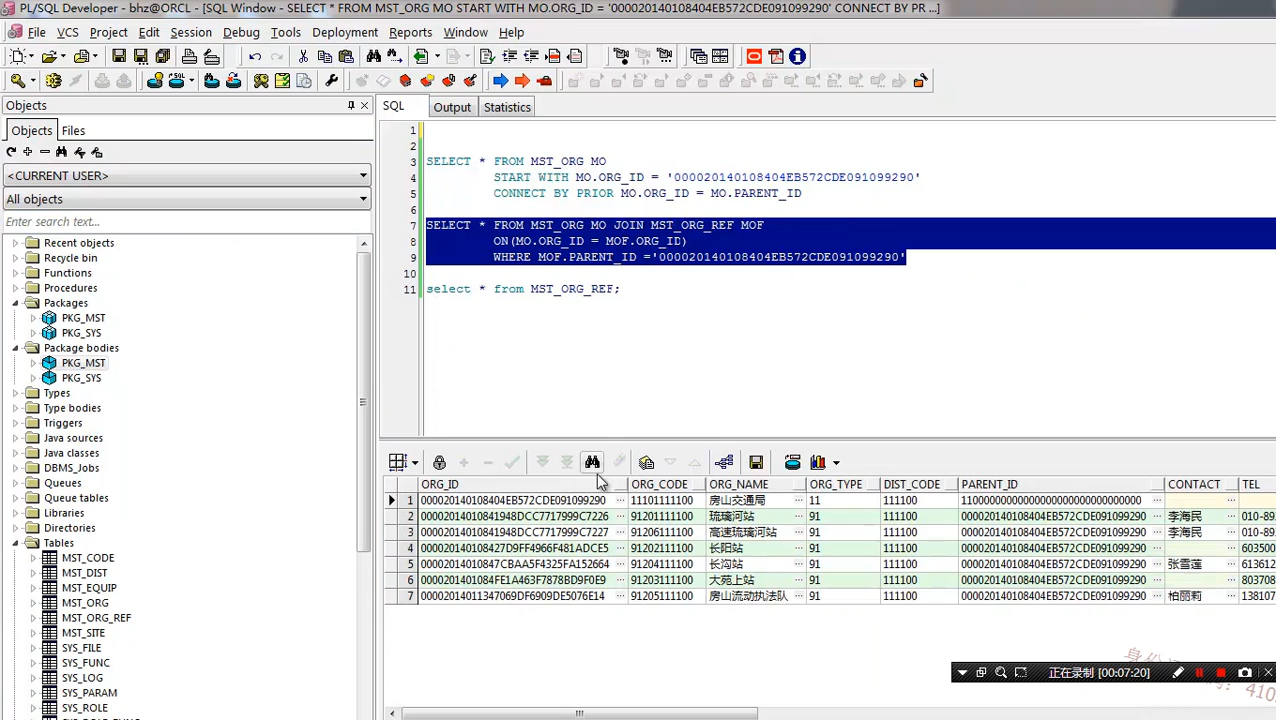 PL/SQL Developer - bhz@ORCL - [SQL Window - SELECT * FROM MST_ORG MO START WITH MO.ORG_ID = '000020140108404EB572CDE091099290' CONNECT BY PR ...]
File VCS Project Edit Session Debug Tools Deployment Reports Window Help
Objects
Objects Files
<CURRENT USER>
All objects
Enter search text...
Recent objects
Recycle bin
Functions
Procedures
Packages
PKG_MST
PKG_SYS
Package bodies
PKG_MST
PKG_SYS
Types
Type bodies
Triggers
Java sources
Java classes
DBMS_Jobs
Queues
Queue tables
Libraries
Directories
Tables
MST_CODE
MST_DIST
MST_EQUIP
MST_ORG
MST_ORG_REF
MST_SITE
SYS_FILE
SYS_FUNC
SYS_LOG
SYS_PARAM
SYS_ROLE
SQL Output Statistics
1
2
3 SELECT * FROM MST_ORG MO
4 START WITH MO.ORG_ID = '000020140108404EB572CDE091099290'
5 CONNECT BY PRIOR MO.ORG_ID = MO.PARENT_ID
6
7 SELECT * FROM MST_ORG MO JOIN MST_ORG_REF MOF
8 ON(MO.ORG_ID = MOF.ORG_ID)
9 WHERE MOF.PARENT_ID ='000020140108404EB572CDE091099290'
10
11 select * from MST_ORG_REF;
ORG_ID ORG_CODE ORG_NAME ORG_TYPE DIST_CODE PARENT_ID CONTACT TEL
1 000020140108404EB572CDE091099290 ... 11101111100 房山交通局 ... 11 111100 11000000000000000000000000000000 ... ...
2 00002014010841948DCC7717999C7226 ... 91201111100 琉璃河站 ... 91 111100 000020140108404EB572CDE091099290 ... 李海民 ... 010-89
3 00002014010841948DCC7717999C7227 ... 91206111100 高速琉璃河站 ... 91 111100 000020140108404EB572CDE091099290 ... 李海民 ... 010-89
4 00002014010842​7D9FF4966F481ADCE5 ... 91202111100 长阳站 ... 91 111100 000020140108404EB572CDE091099290 ... ... 603500
5 00002014010847CBAA5F4325FA152664 ... 91204111100 长沟站 ... 91 111100 000020140108404EB572CDE091099290 ... 张雪莲 ... 613612
6 0000201401084FE1A463F7878BD9F0E9 ... 91203111100 大苑上站 ... 91 111100 000020140108404EB572CDE091099290 ... ... 803708
7 00002014011347069DF6909DE5076E14 ... 91205111100 房山流动执法队 ... 91 111100 000020140108404EB572CDE091099290 ... 柏丽莉 ... 138107
正在录制 [00:07:20]
410